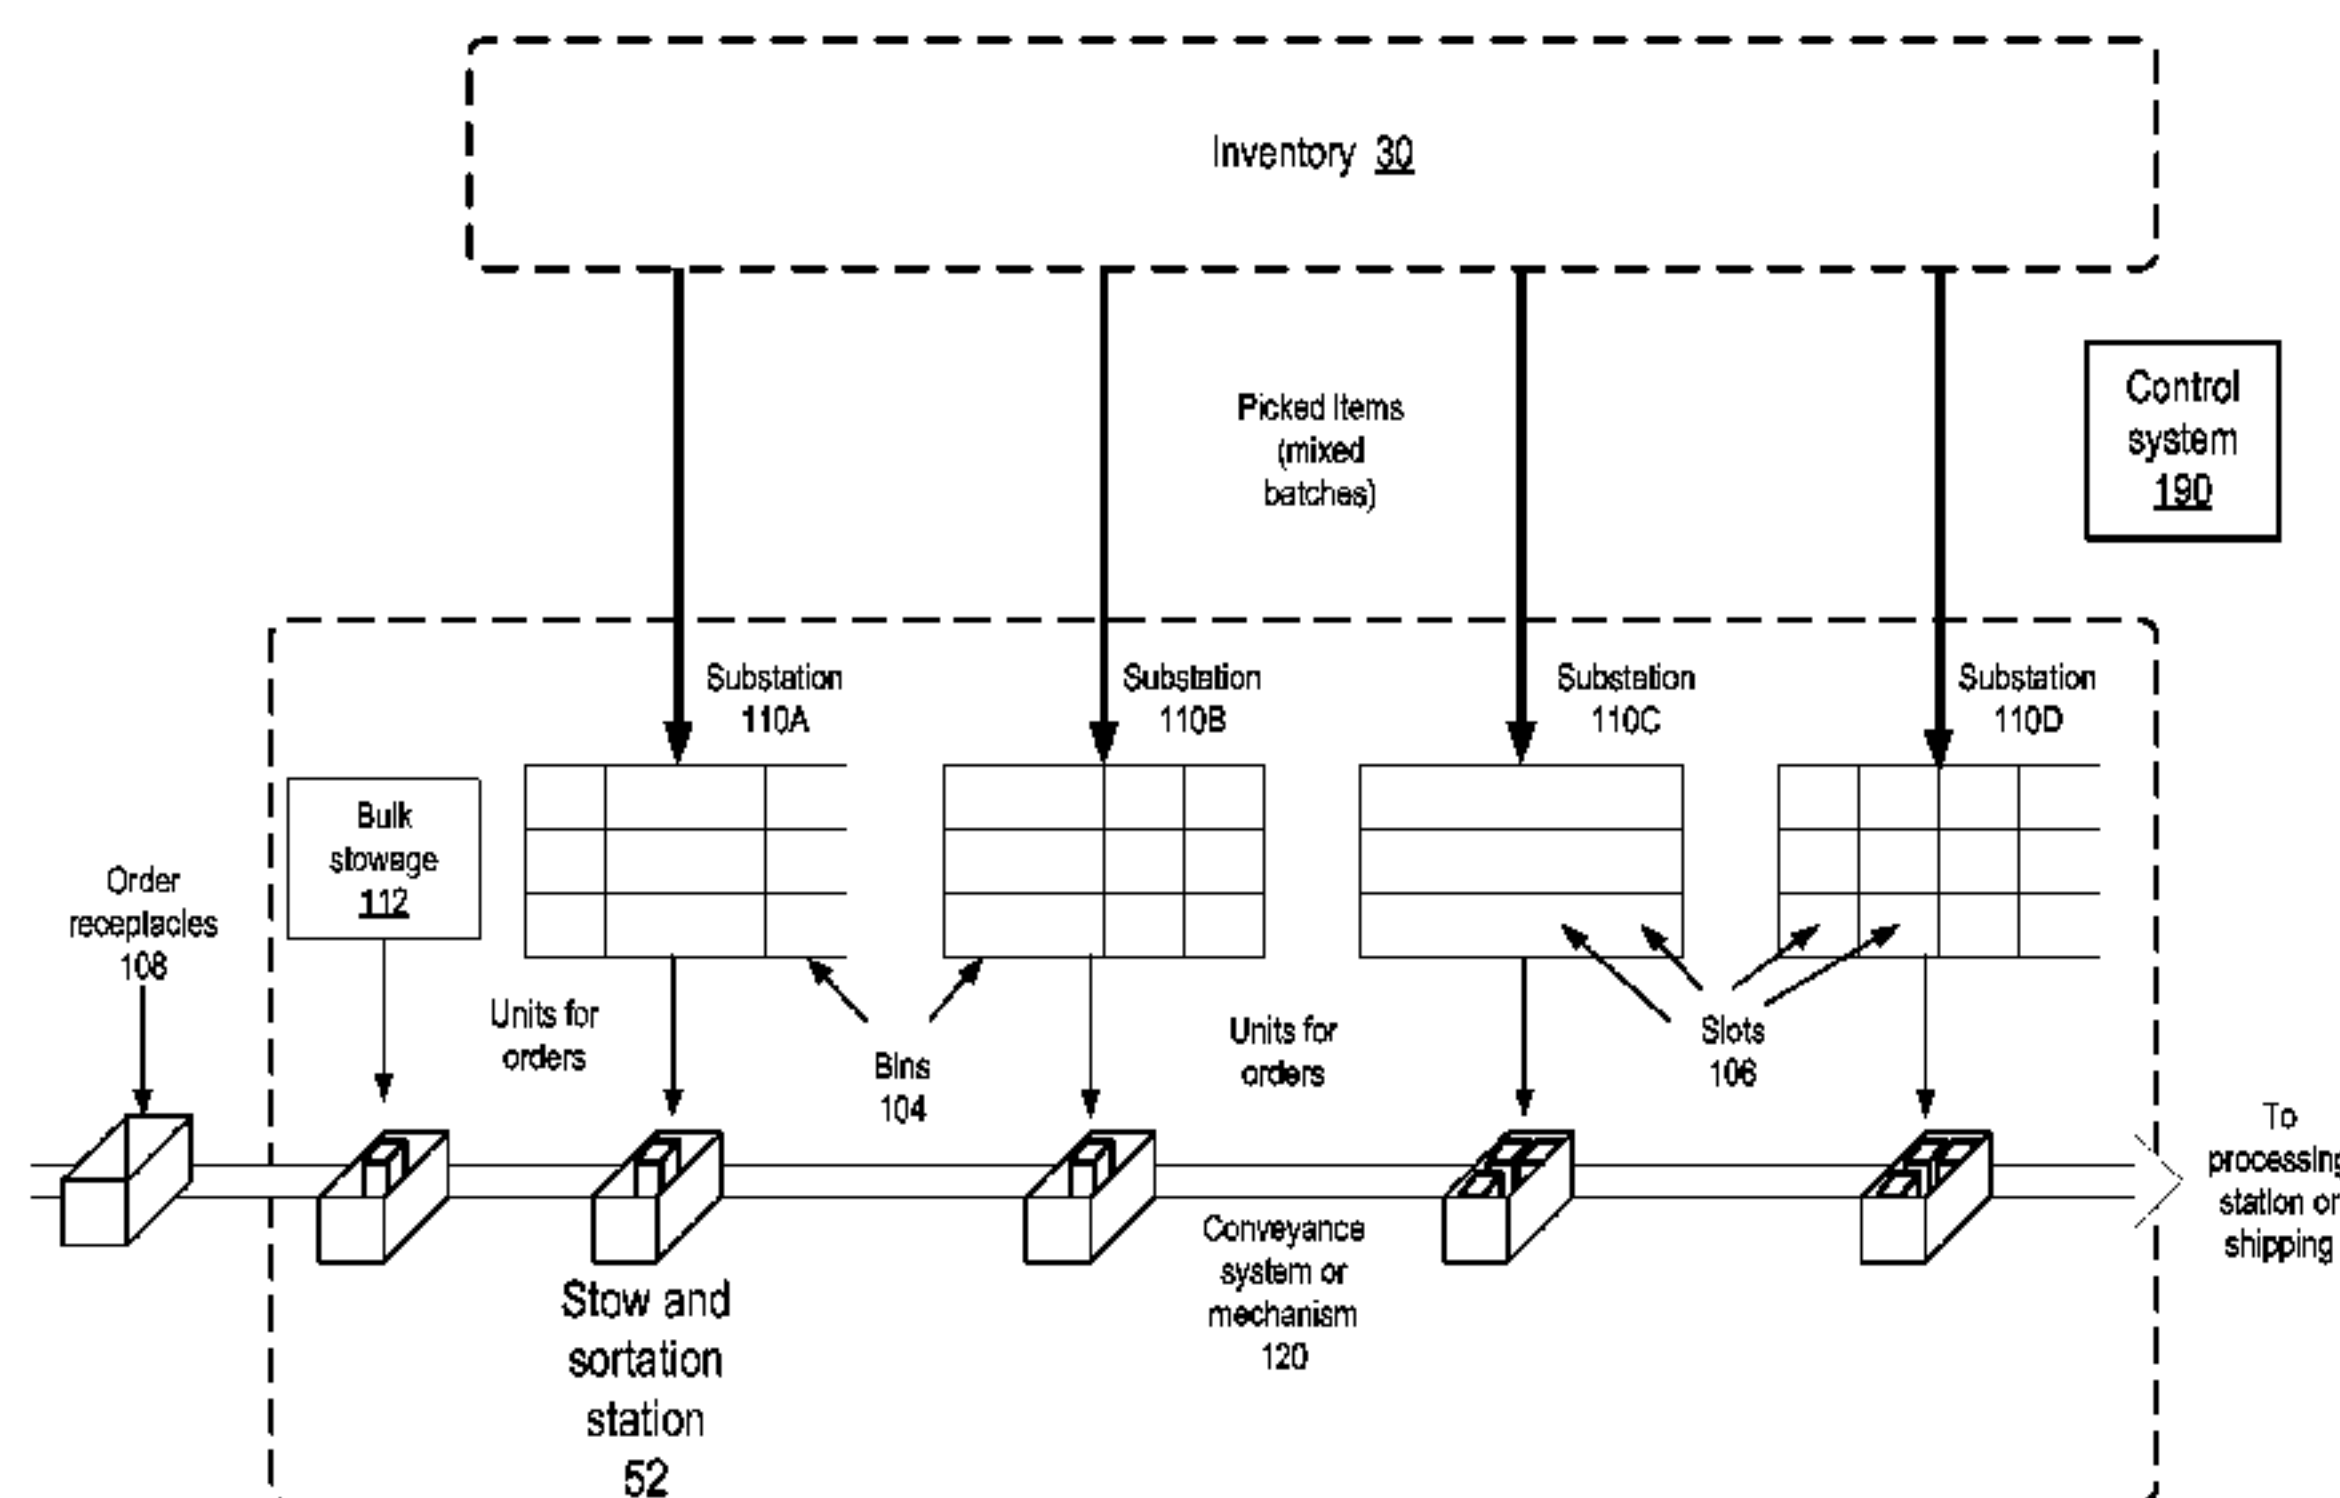 Inventory 30
Picked Items
(mixed
batches)
Control
system
190
Substation
110A
Substation
110B
Substation
110C
Substation
110D
Bulk
stowage
112
Order
receptacles
108
Units for
orders
Bins
104
Units for
orders
Slots
106
To
processing
station or
shipping
Conveyance
system or
mechanism
120
Stow and
sortation
station
52